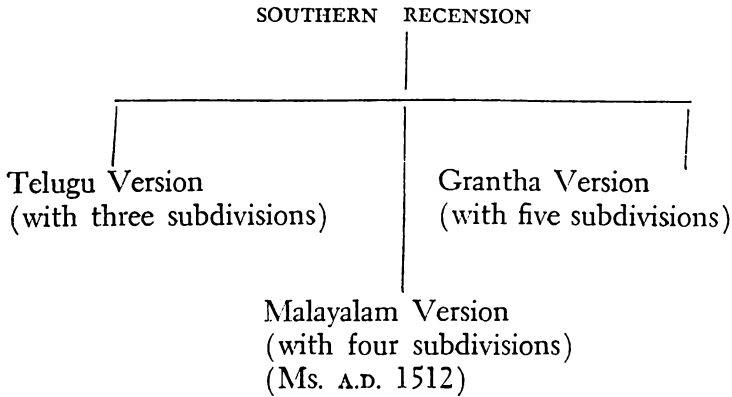 SOUTHERN RECENSION
Telugu Version
(with three subdivisions)
Grantha Version
(with five subdivisions)
Malayalam Version
(with four subdivisions)
(Ms. A.D. 1512)